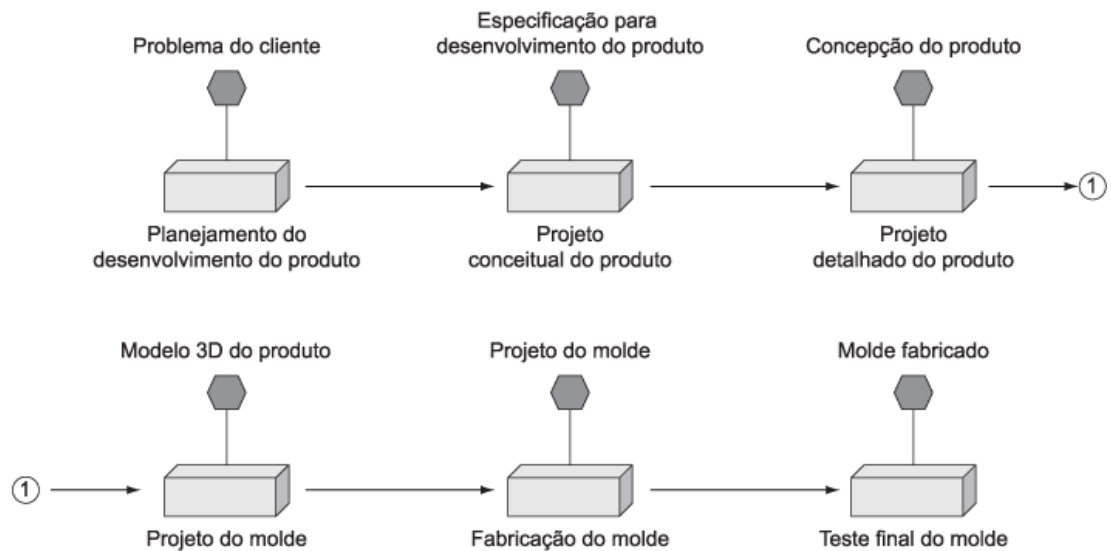 Problema do cliente
Especificação para
desenvolvimento do produto
Concepção do produto
Planejamento do
desenvolvimento do produto
Projeto
conceitual do produto
Projeto
detalhado do produto
1
Modelo 3D do produto
Projeto do molde
Molde fabricado
1
Projeto do molde
Fabricação do molde
Teste final do molde